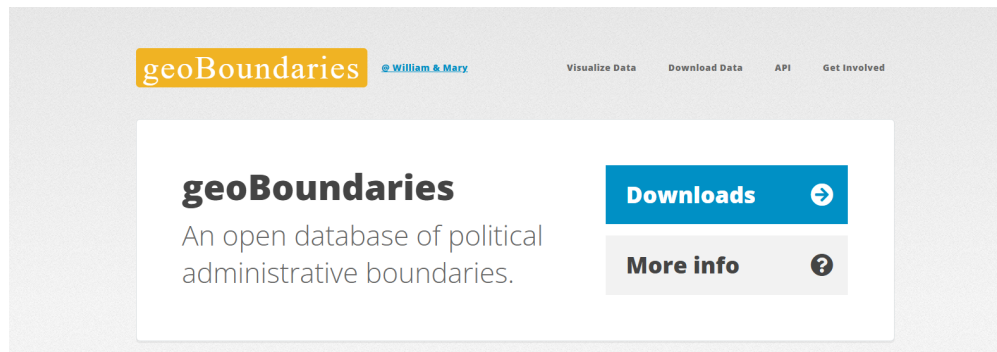 geoBoundaries @ William & Mary Visualize Data Download Data API Get Involved
geoBoundaries
An open database of political
administrative boundaries.
Downloads
More info